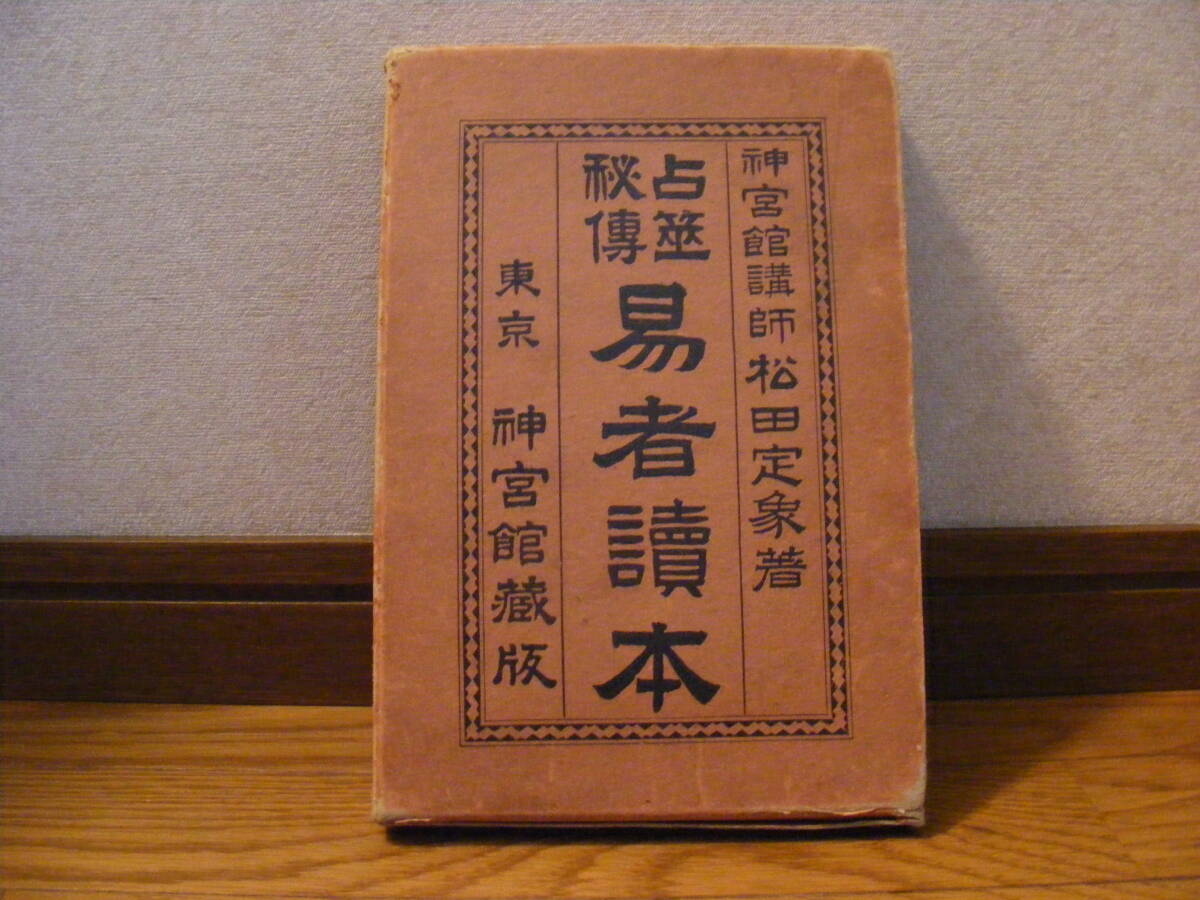 神宮館講師松田定象著
占筮
秘傳
易者讀本
東京 神宮館藏版